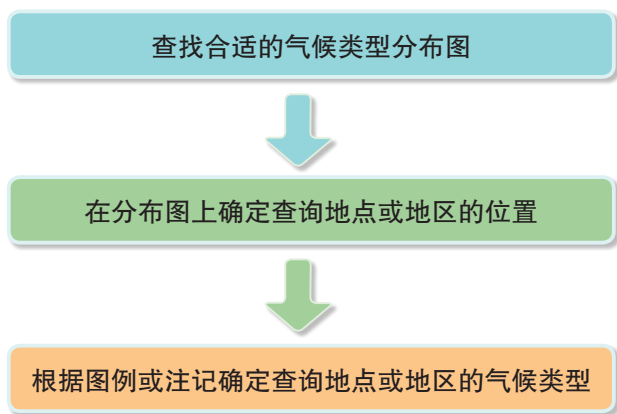 查找合适的气候类型分布图
在分布图上确定查询地点或地区的位置
根据图例或注记确定查询地点或地区的气候类型